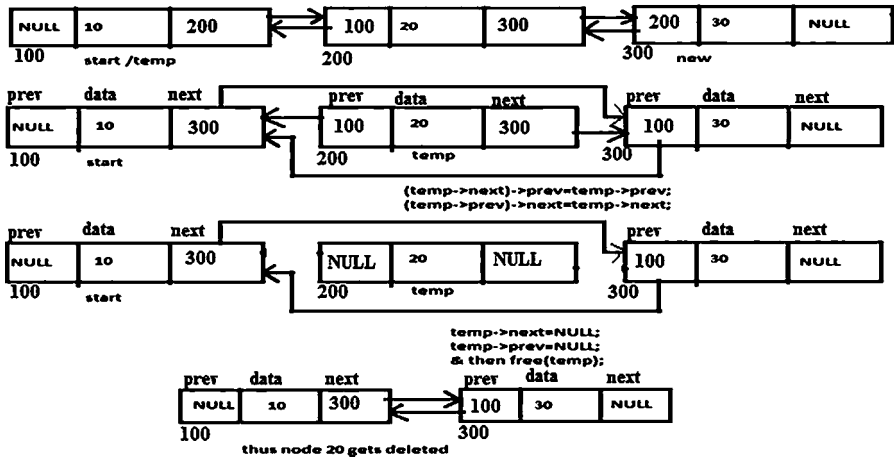 NULL 10 200 100 20 300 200 30 NULL
100 start /temp 200 300 new
prev data next prev data next prev data next
NULL 10 300 100 20 300 100 30 NULL
100 start 200 temp 300
(temp->next)->prev=temp->prev;
(temp->prev)->next=temp->next;
prev data next prev data next
NULL 10 300 NULL 20 NULL 100 30 NULL
100 start 200 temp 300
temp->next=NULL;
temp->prev=NULL;
& then free(temp);
prev data next prev data next
NULL 10 300 100 30 NULL
100 300
thus node 20 gets deleted